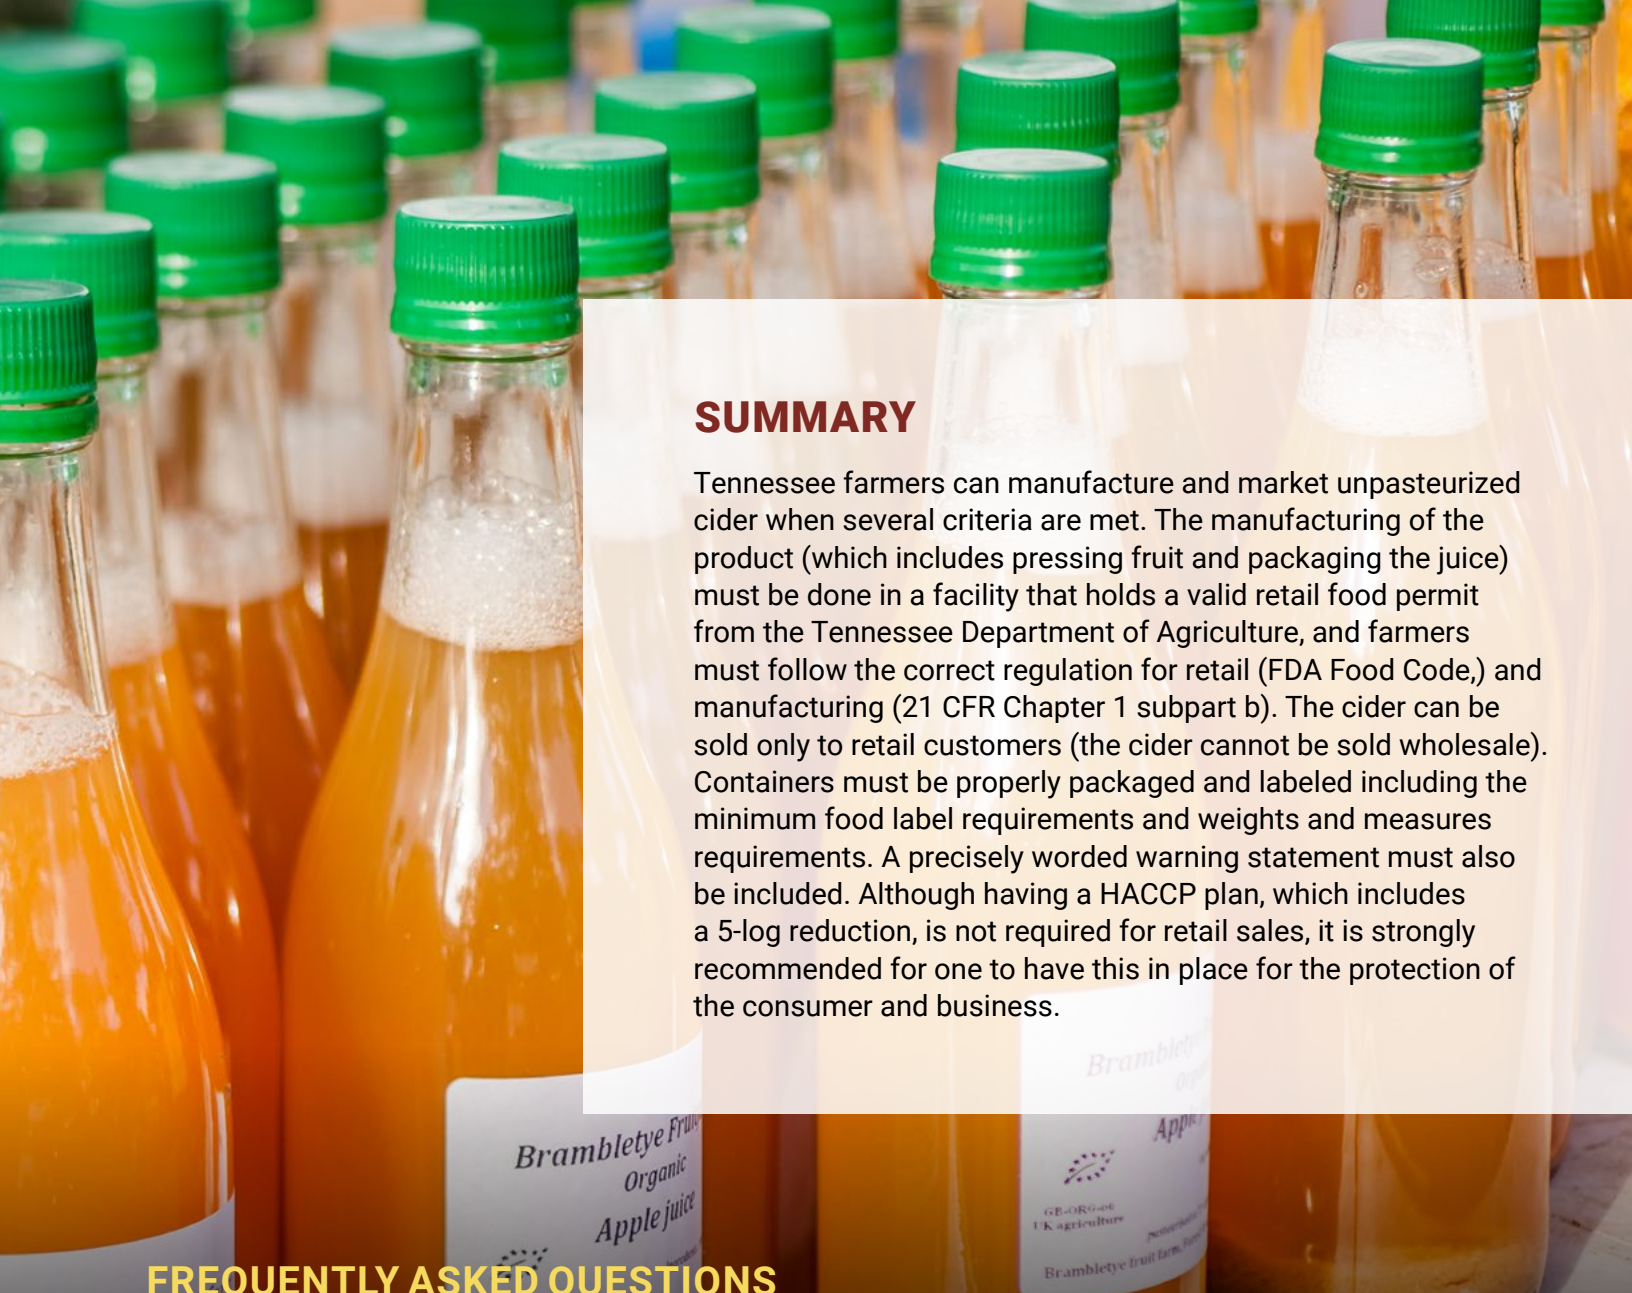 SUMMARY
Tennessee farmers can manufacture and market unpasteurized
cider when several criteria are met. The manufacturing of the
product (which includes pressing fruit and packaging the juice)
must be done in a facility that holds a valid retail food permit
from the Tennessee Department of Agriculture, and farmers
must follow the correct regulation for retail (FDA Food Code,) and
manufacturing (21 CFR Chapter 1 subpart b). The cider can be
sold only to retail customers (the cider cannot be sold wholesale).
Containers must be properly packaged and labeled including the
minimum food label requirements and weights and measures
requirements. A precisely worded warning statement must also
be included. Although having a HACCP plan, which includes
a 5-log reduction, is not required for retail sales, it is strongly
recommended for one to have this in place for the protection of
the consumer and business.
Brambletye
Organic
Apple juice
Apple
GB-ORG-06
UK agriculture
Brambletye fruit farm,
FREQUENTLY ASKED QUESTIONS